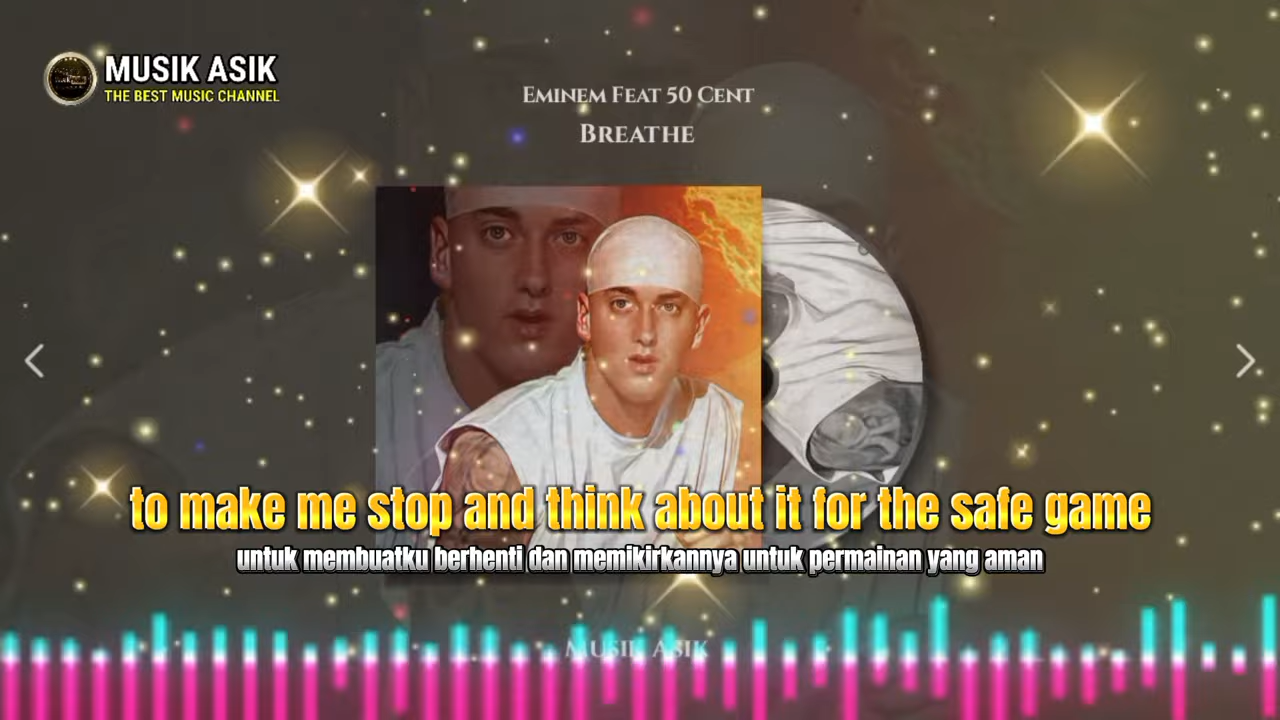 MUSIK ASIK
THE BEST MUSIC CHANNEL
EMINEM FEAT 50 CENT
BREATHE
to make me stop and think about it for the safe game
untuk membuatku berhenti dan memikirkannya untuk permainan yang aman
MUSIK ASIK